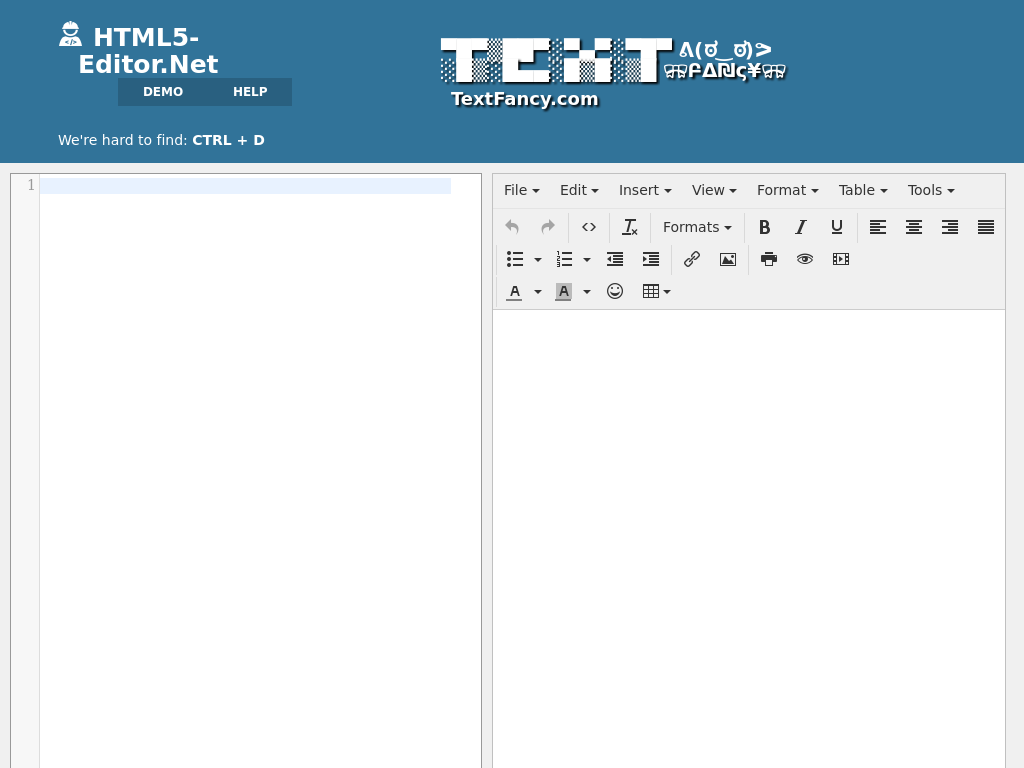 HTML5-
Editor.Net
DEMO HELP
We're hard to find: CTRL + D
TextFancy.com
1
File Edit Insert View Format Table Tools
Formats B I U
A A